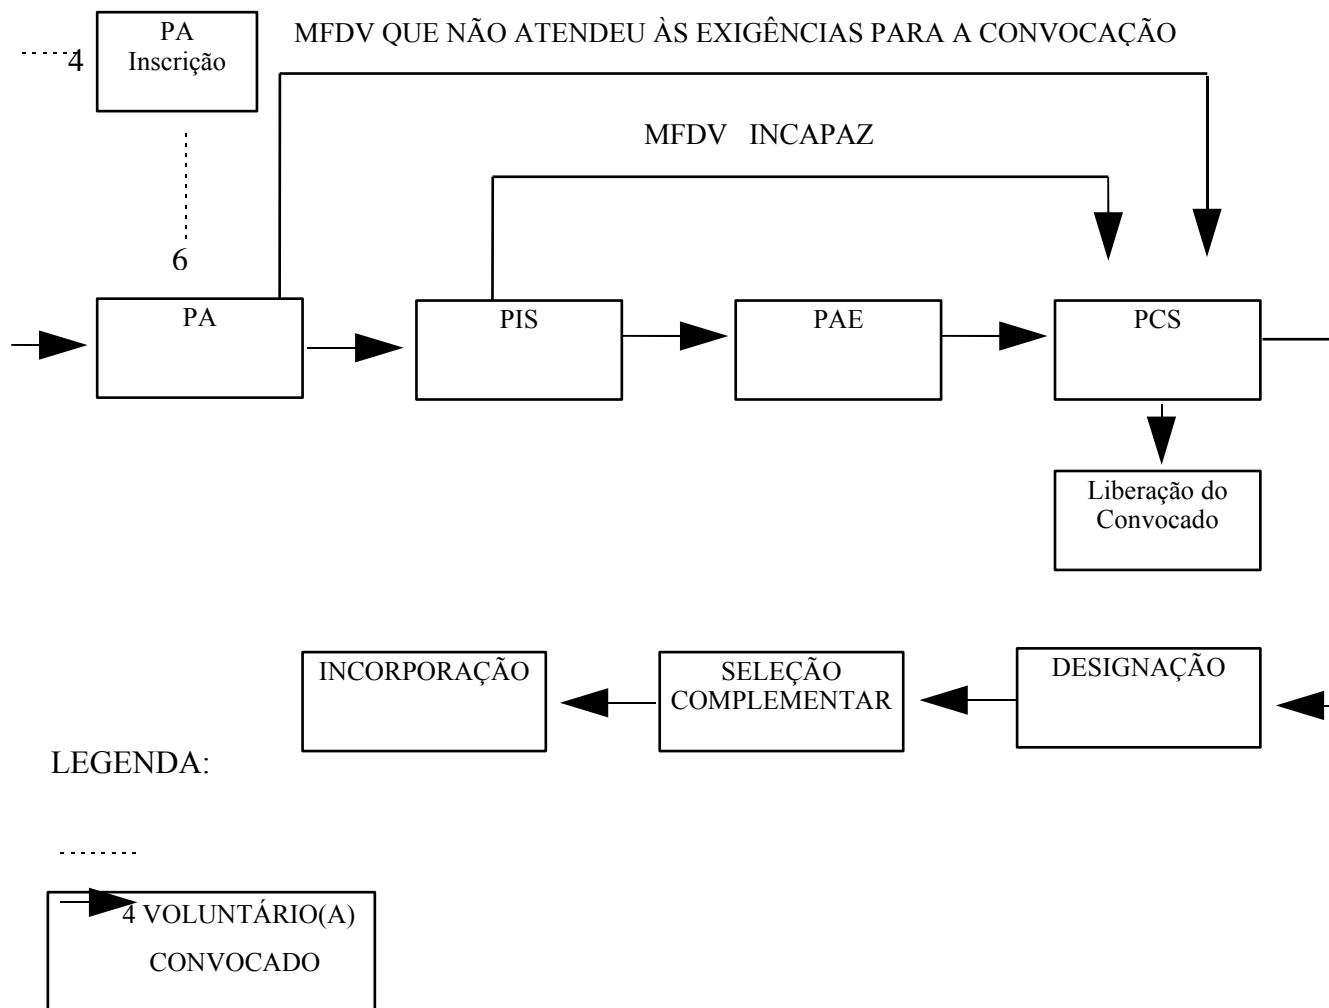 PA
Inscrição
4
MFDV QUE NÃO ATENDEU ÀS EXIGÊNCIAS PARA A CONVOCAÇÃO
MFDV INCAPAZ
6
PA
PIS
PAE
PCS
Liberação do
Convocado
INCORPORAÇÃO
SELEÇÃO
COMPLEMENTAR
DESIGNAÇÃO
LEGENDA:
4 VOLUNTÁRIO(A)
CONVOCADO